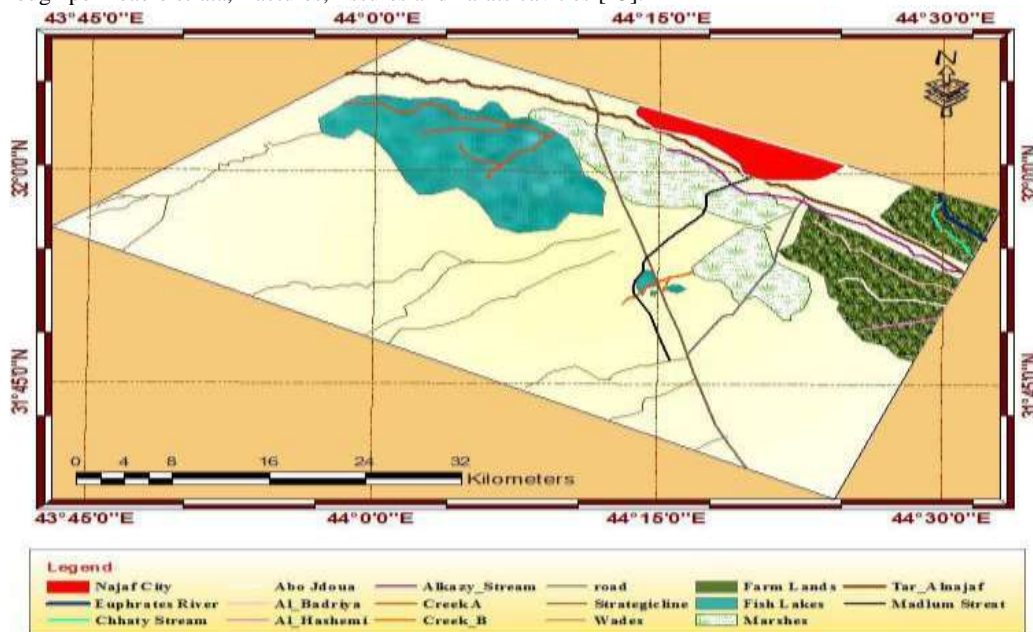 43°45'0"E 44°0'0"E 44°15'0"E 44°30'0"E
N
32°0'0"N 32°0'0"N
31°45'0"N 31°45'0"N
0 4 8 16 24 32
Kilometers
43°45'0"E 44°0'0"E 44°15'0"E 44°30'0"E
Legend
Najaf City Abo Jdoua Alkazy_Stream road Farm Lands Tar_Alnajaf
Euphrates River Al_Badriya Creek A Strategicline Fish Lakes Madlum Streat
Chhaty Stream Al_Hashemi Creek_B Wades Marshes